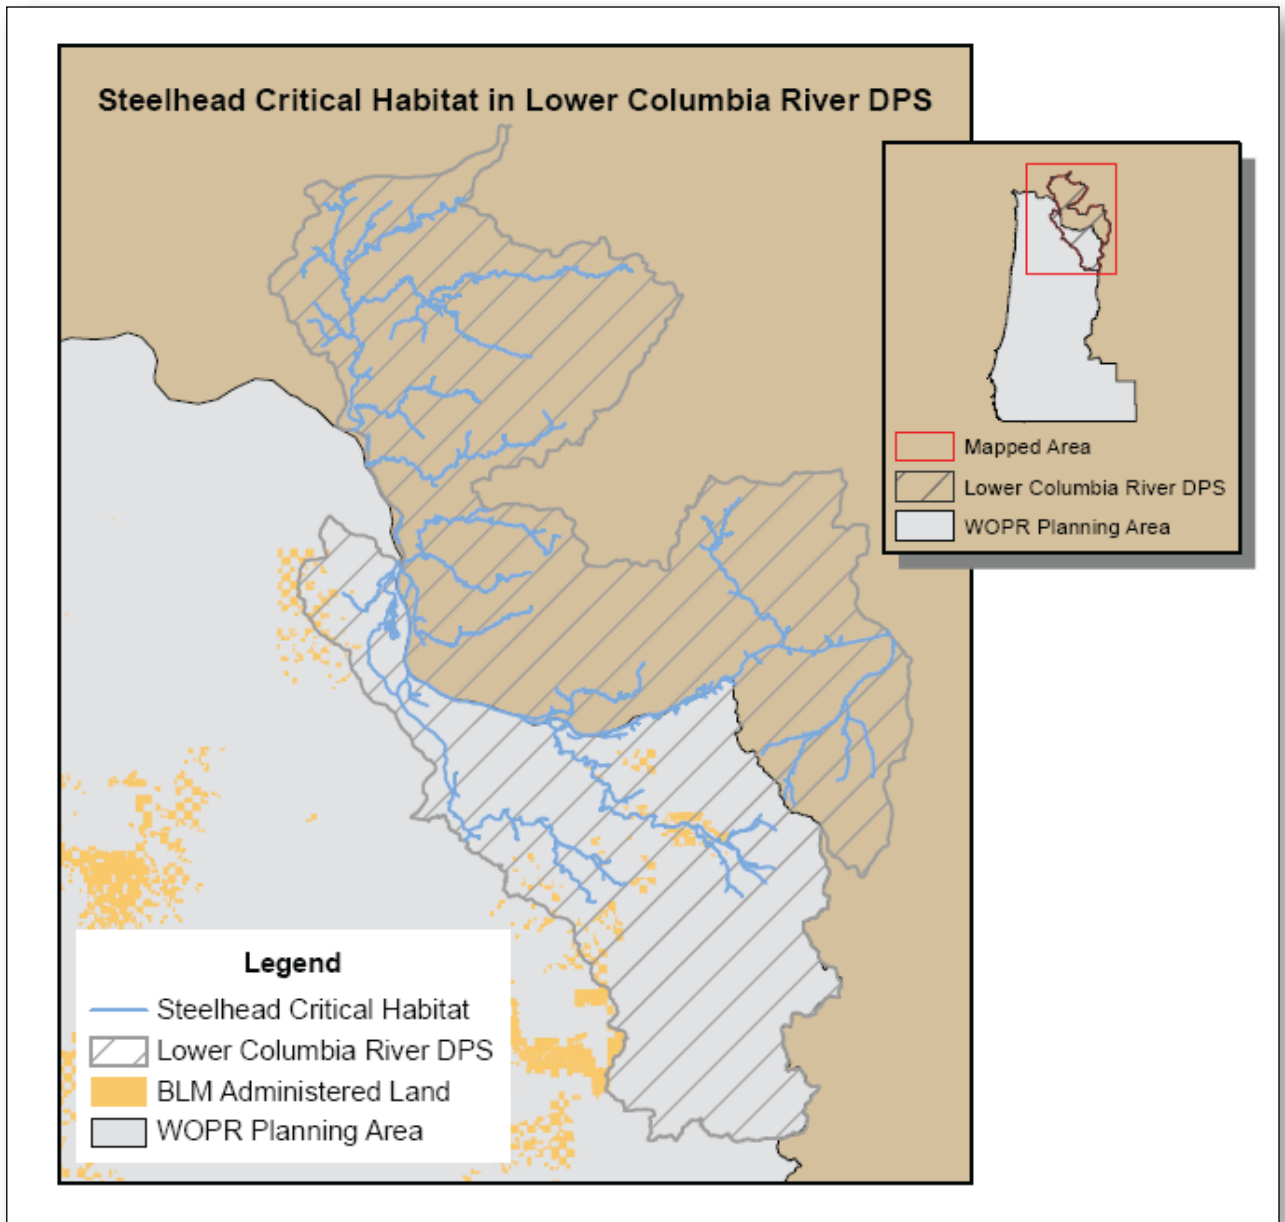 Steelhead Critical Habitat in Lower Columbia River DPS
Mapped Area
Lower Columbia River DPS
WOPR Planning Area
Legend
Steelhead Critical Habitat
Lower Columbia River DPS
BLM Administered Land
WOPR Planning Area